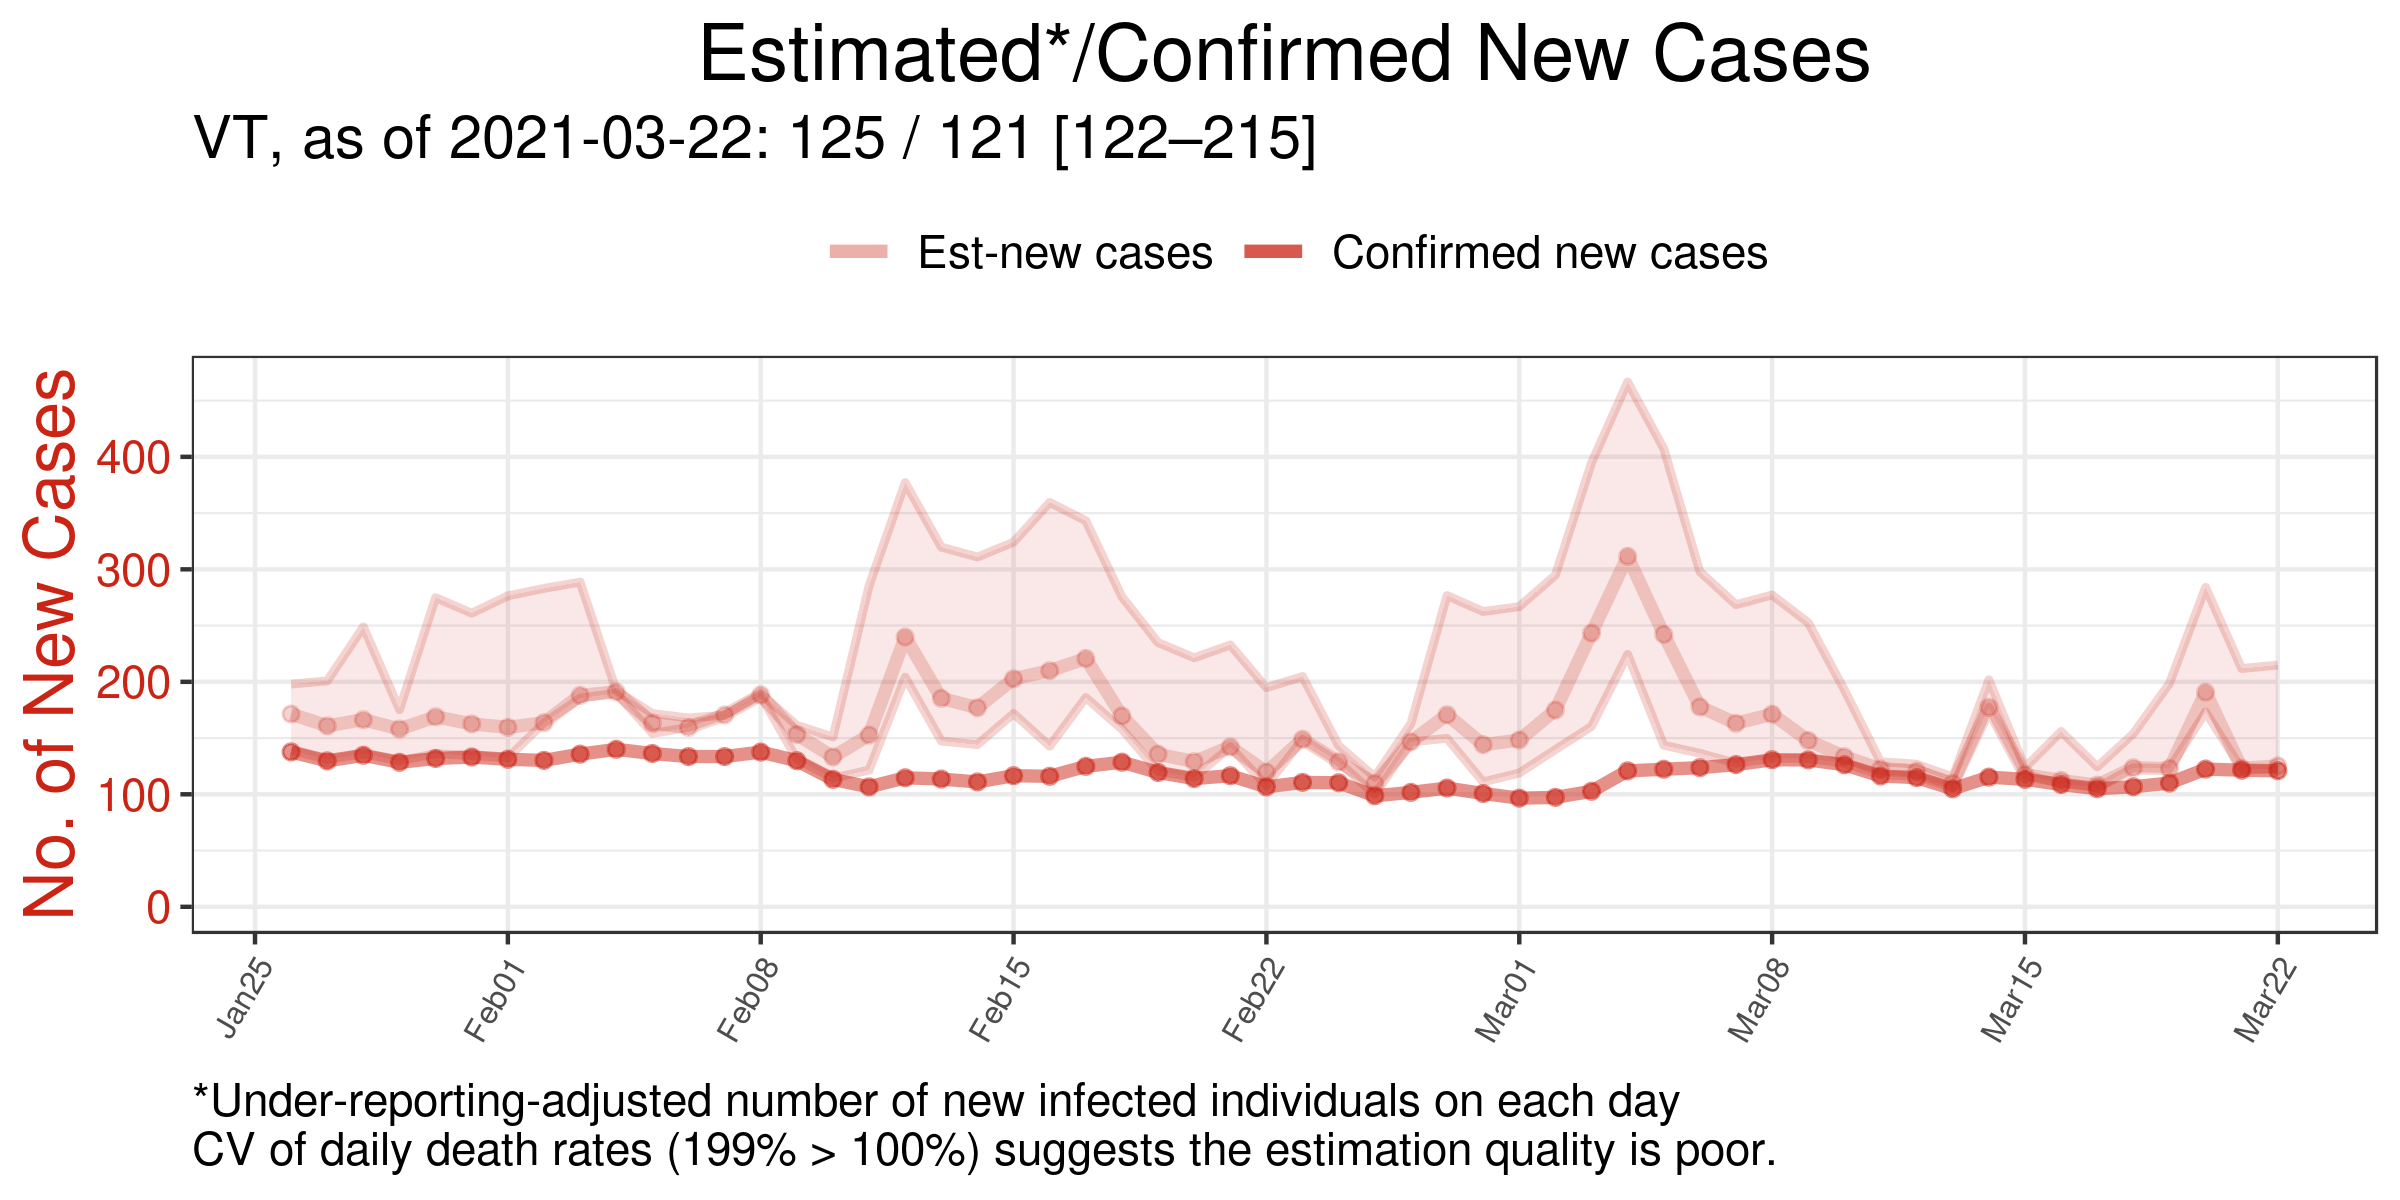 Estimated*/Confirmed New Cases
VT, as of 2021-03-22: 125 / 121 [122–215]
Est-new cases
Confirmed new cases
No. of New Cases
400
300
200
100
0
Jan25
Feb01
Feb08
Feb15
Feb22
Mar01
Mar08
Mar15
Mar22
*Under-reporting-adjusted number of new infected individuals on each day
CV of daily death rates (199% > 100%) suggests the estimation quality is poor.